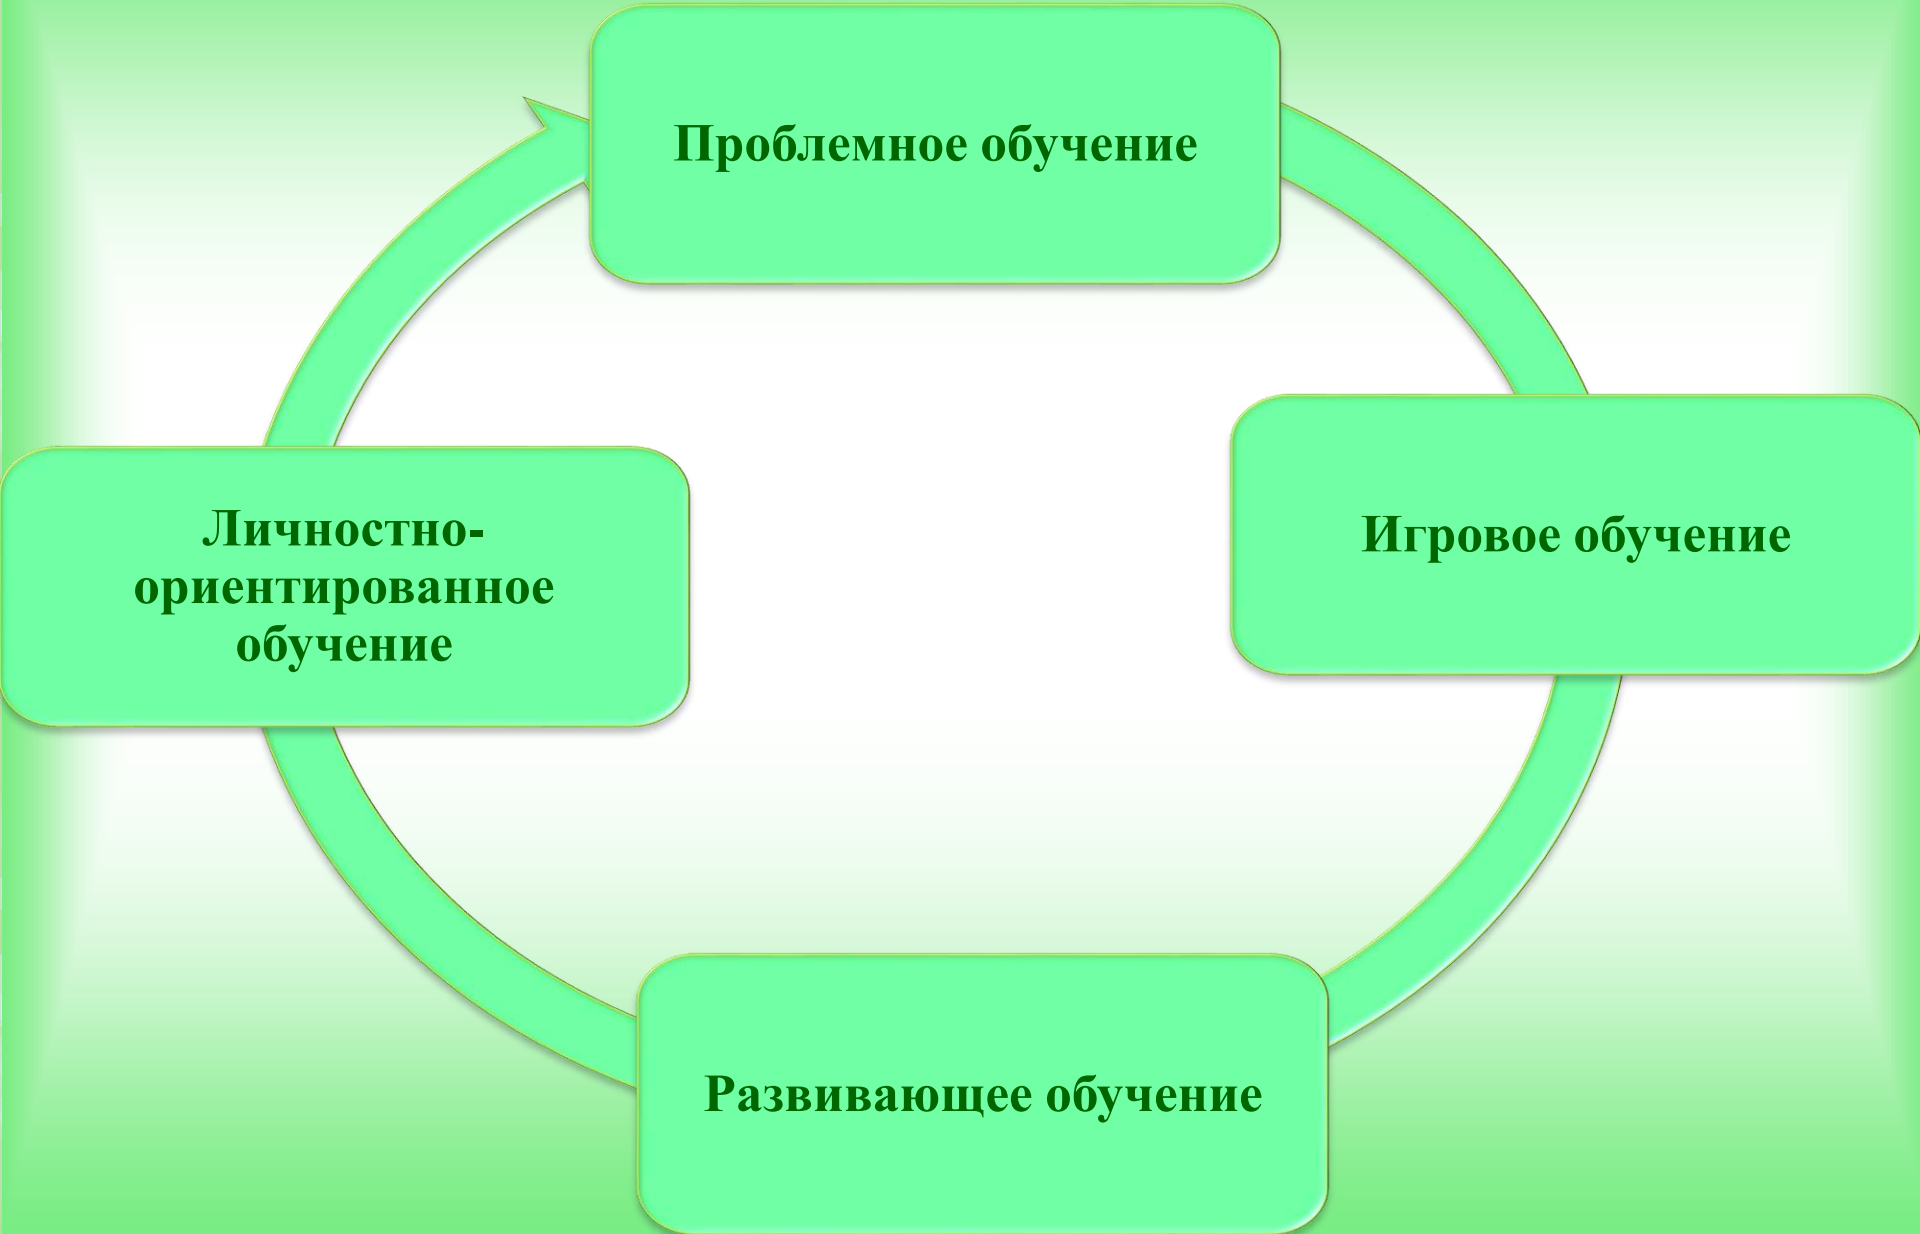 Проблемное обучение
Игровое обучение
Личностно-
ориентированное
обучение
Развивающее обучение